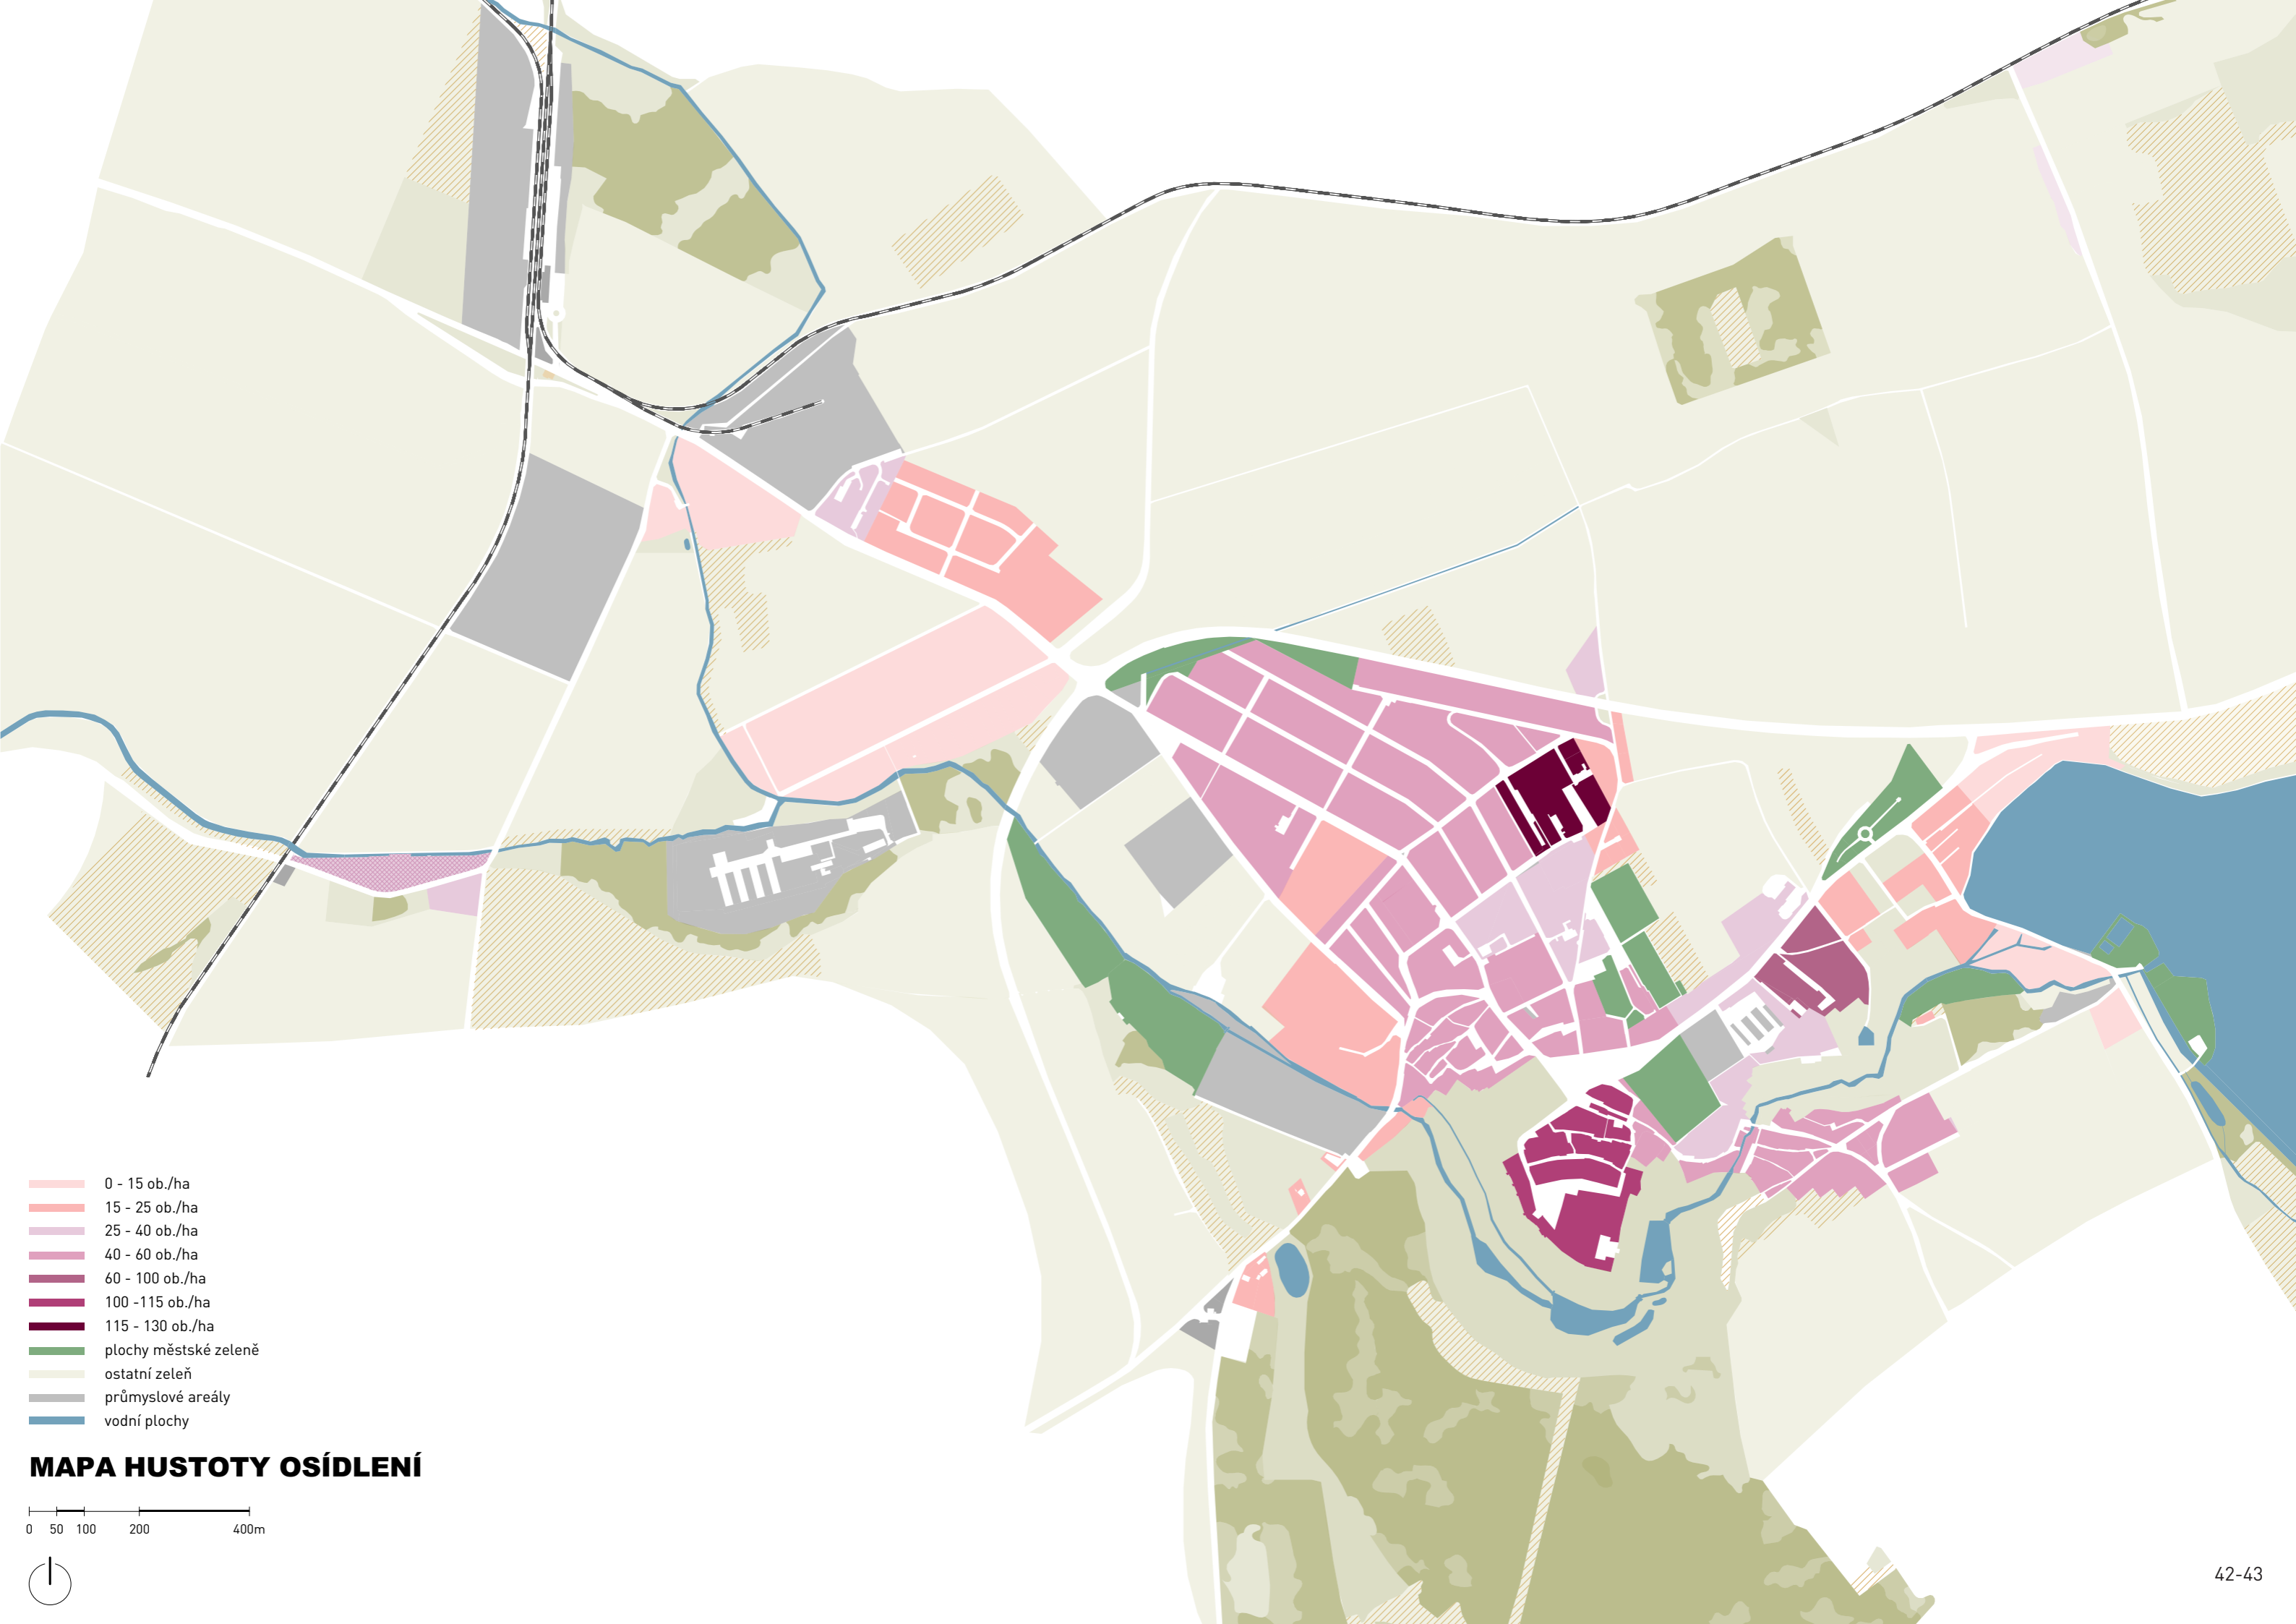 0 - 15 ob./ha
15 - 25 ob./ha
25 - 40 ob./ha
40 - 60 ob./ha
60 - 100 ob./ha
100 -115 ob./ha
115 - 130 ob./ha
plochy městské zeleně
ostatní zeleň
průmyslové areály
vodní plochy
MAPA HUSTOTY OSÍDLENÍ
0 50 100 200 400m
42-43